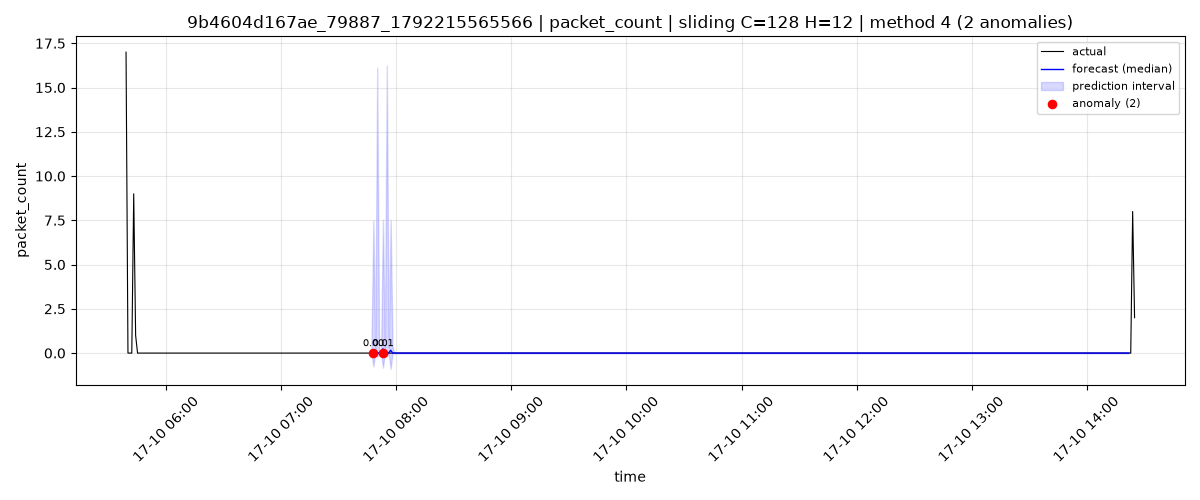 9b4604d167ae_79887_1792215565566 | packet_count | sliding C=128 H=12 | method 4 (2 anomalies)
actual
forecast (median)
prediction interval
anomaly (2)
packet_count
17.5
15.0
12.5
10.0
7.5
5.0
2.5
0.0
17-10 06:00
17-10 07:00
17-10 08:00
17-10 09:00
17-10 10:00
17-10 11:00
17-10 12:00
17-10 13:00
17-10 14:00
time